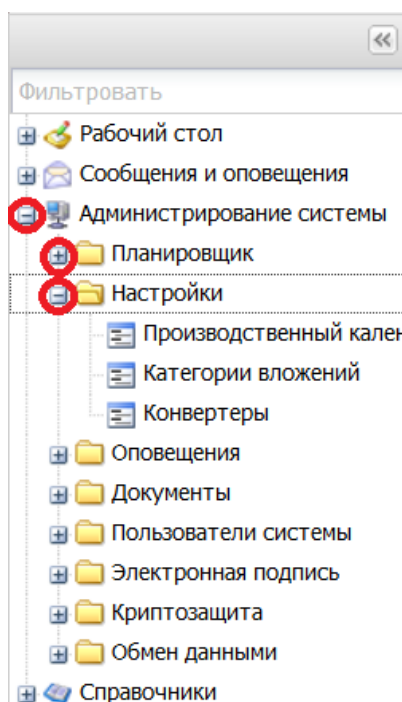 Фильтровать
Рабочий стол
Сообщения и оповещения
Администрирование системы
Планировщик
Настройки
Производственный кален
Категории вложений
Конвертеры
Оповещения
Документы
Пользователи системы
Электронная подпись
Криптозащита
Обмен данными
Справочники